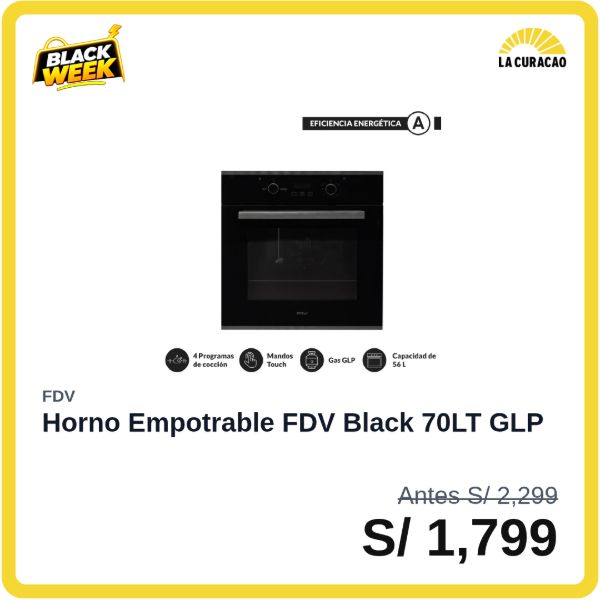 BLACK
WEEK
LA CURACAO
EFICIENCIA ENERGÉTICA A
4 Programas
de cocción
Mandos
Touch
Gas GLP
Capacidad de
56 L
FDV
Horno Empotrable FDV Black 70LT GLP
Antes S/ 2,299
S/ 1,799